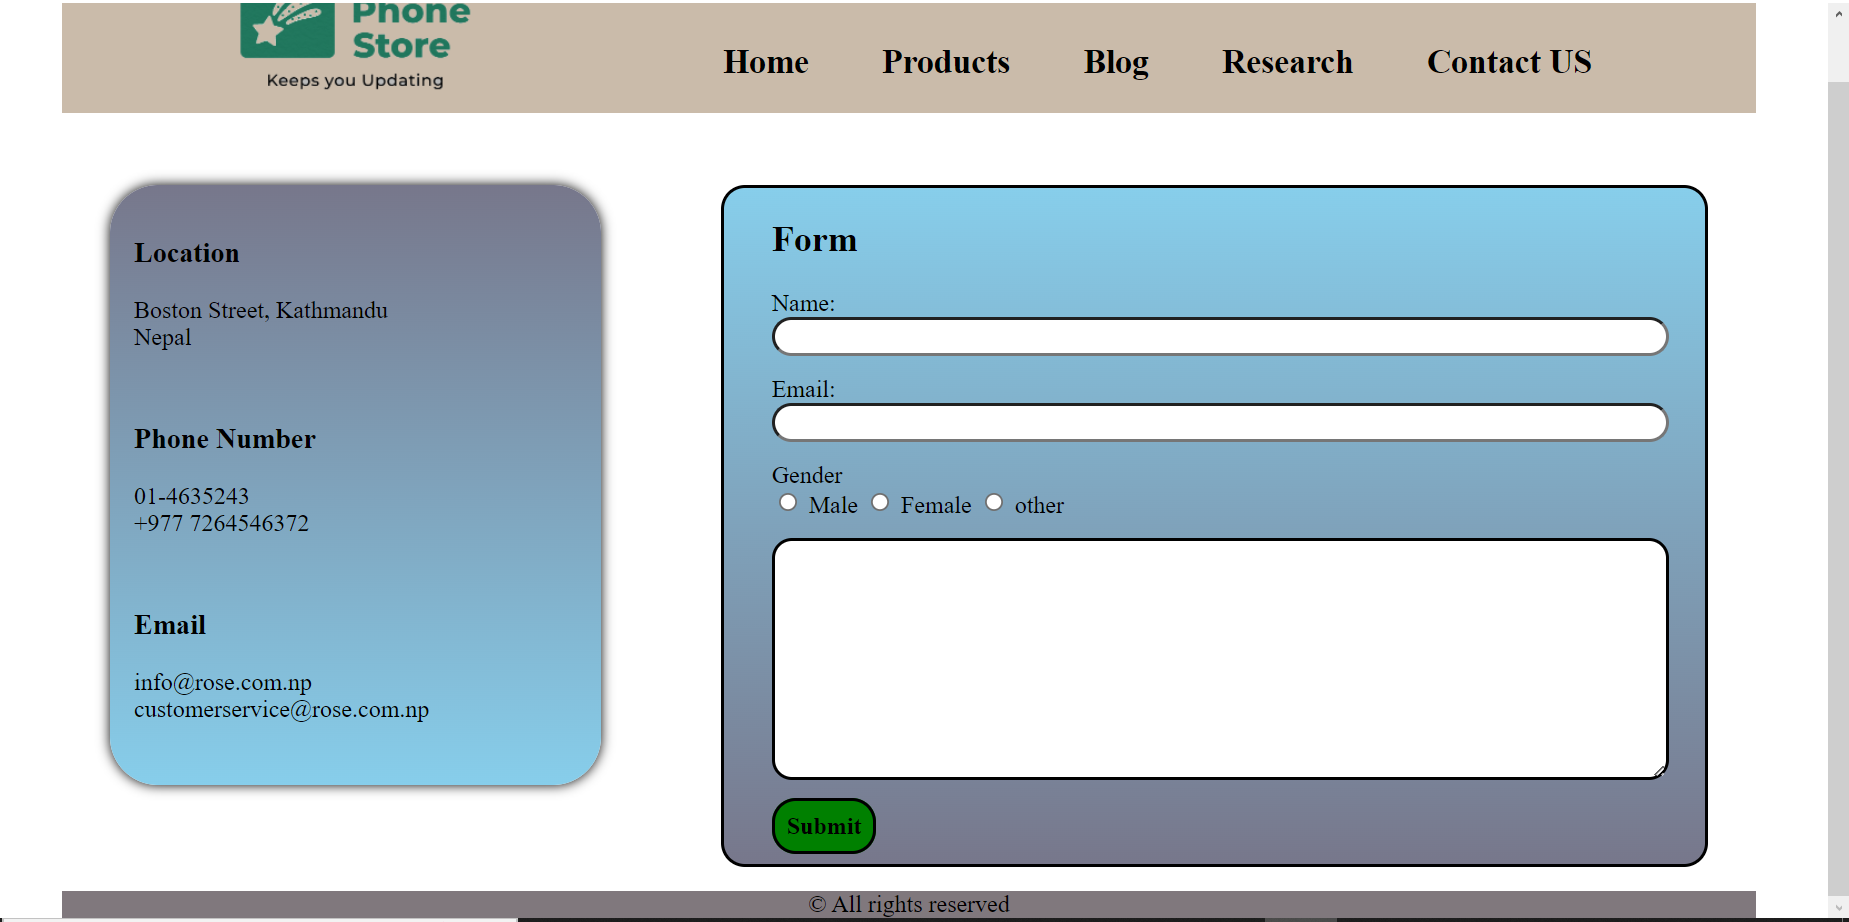 Phone
Store
Keeps you Updating
Home Products Blog Research Contact US
Location
Boston Street, Kathmandu
Nepal
Phone Number
01-4635243
+977 7264546372
Email
info@rose.com.np
customerservice@rose.com.np
Form
Name:
Email:
Gender
Male Female other
Submit
© All rights reserved